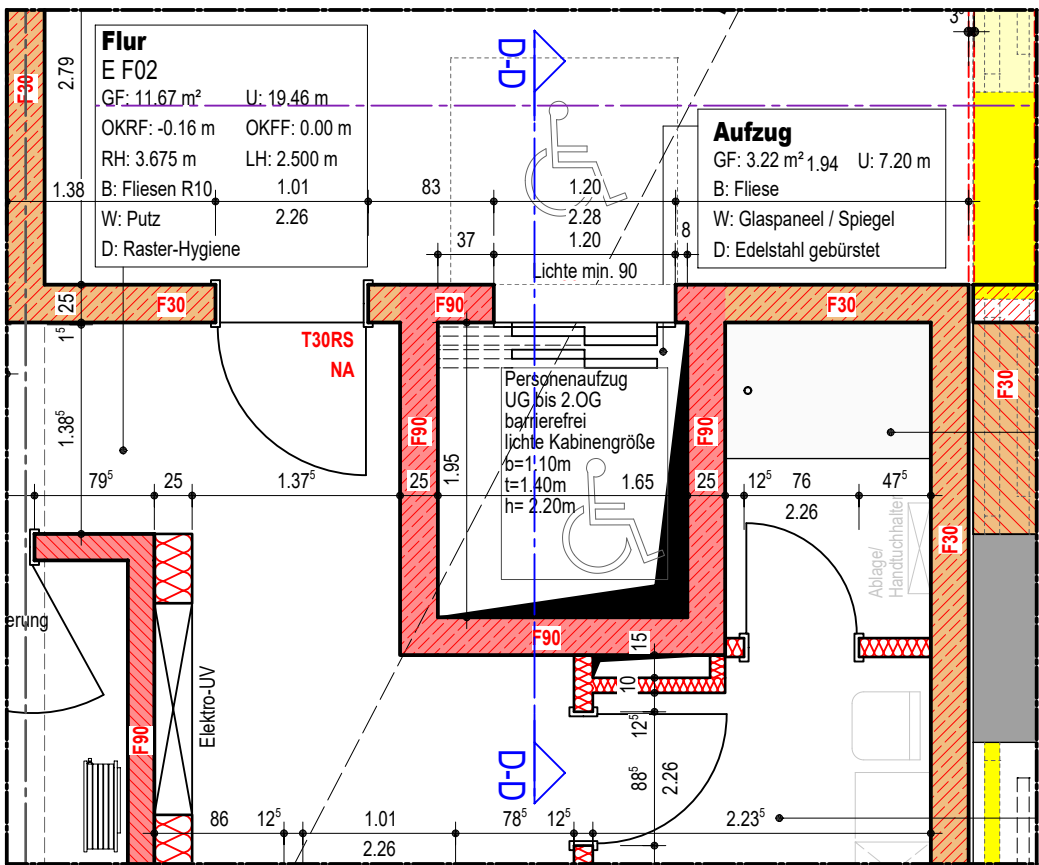 3⁵
Flur
E F02
GF: 11.67 m² U: 19.46 m
OKRF: -0.16 m OKFF: 0.00 m
RH: 3.675 m LH: 2.500 m
B: Fliesen R10
W: Putz
D: Raster-Hygiene
2.79
F30
D-D
Aufzug
GF: 3.22 m² 1.94 U: 7.20 m
B: Fliese
W: Glaspaneel / Spiegel
D: Edelstahl gebürstet
1.38
1.01
2.26
83
1.20
2.28
37
1.20
8
Lichte min. 90
25
F30
F90
F30
1⁵
T30RS
NA
F30
Personenaufzug
UG bis 2.OG
barrierefrei
lichte Kabinengröße
b=1.10m
t=1.40m
h= 2.20m
1.38⁵
F90
1.95
F90
79⁵
25
1.37⁵
25
1.65
25
12⁵
76
2.26
47⁵
Ablage/
Handtuchhalter
F30
erung
F90
15
10
Elektro-UV
F90
12⁵
D-D
88⁵
2.26
86
12⁵
1.01
2.26
78⁵
12⁵
2.23⁵